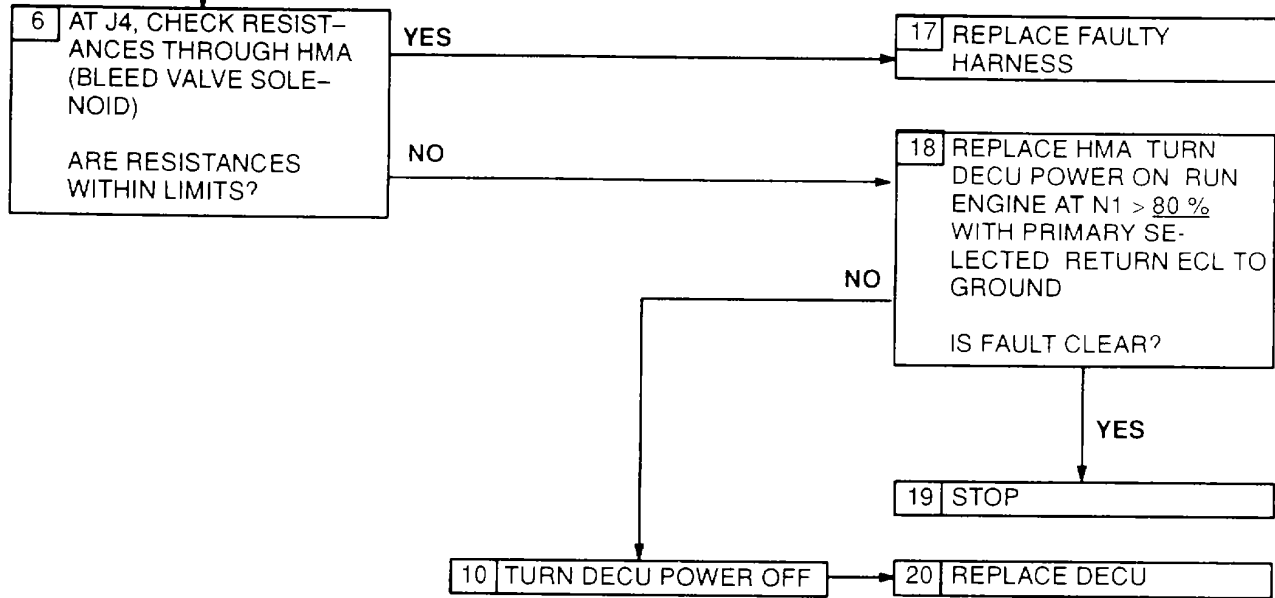 6 AT J4, CHECK RESIST–
ANCES THROUGH HMA
(BLEED VALVE SOLE–
NOID)
ARE RESISTANCES
WITHIN LIMITS?
YES
NO
17 REPLACE FAULTY
HARNESS
18 REPLACE HMA TURN
DECU POWER ON RUN
ENGINE AT N1 > 80 %
WITH PRIMARY SE-
LECTED RETURN ECL TO
GROUND
IS FAULT CLEAR?
NO
YES
19 STOP
10 TURN DECU POWER OFF
20 REPLACE DECU